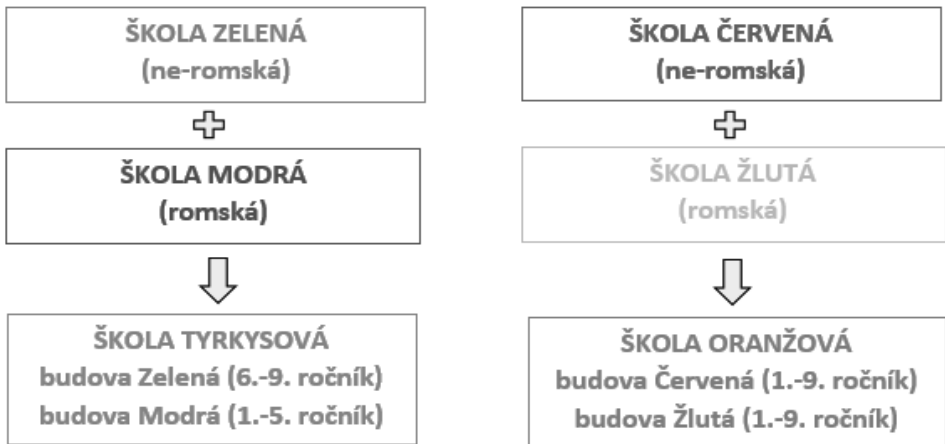 ŠKOLA ZELENÁ
(ne-romská)
ŠKOLA MODRÁ
(romská)
ŠKOLA TYRKYSOVÁ
budova Zelená (6.-9. ročník)
budova Modrá (1.-5. ročník)
ŠKOLA ČERVENÁ
(ne-romská)
ŠKOLA ŽLUTÁ
(romská)
ŠKOLA ORANŽOVÁ
budova Červená (1.-9. ročník)
budova Žlutá (1.-9. ročník)